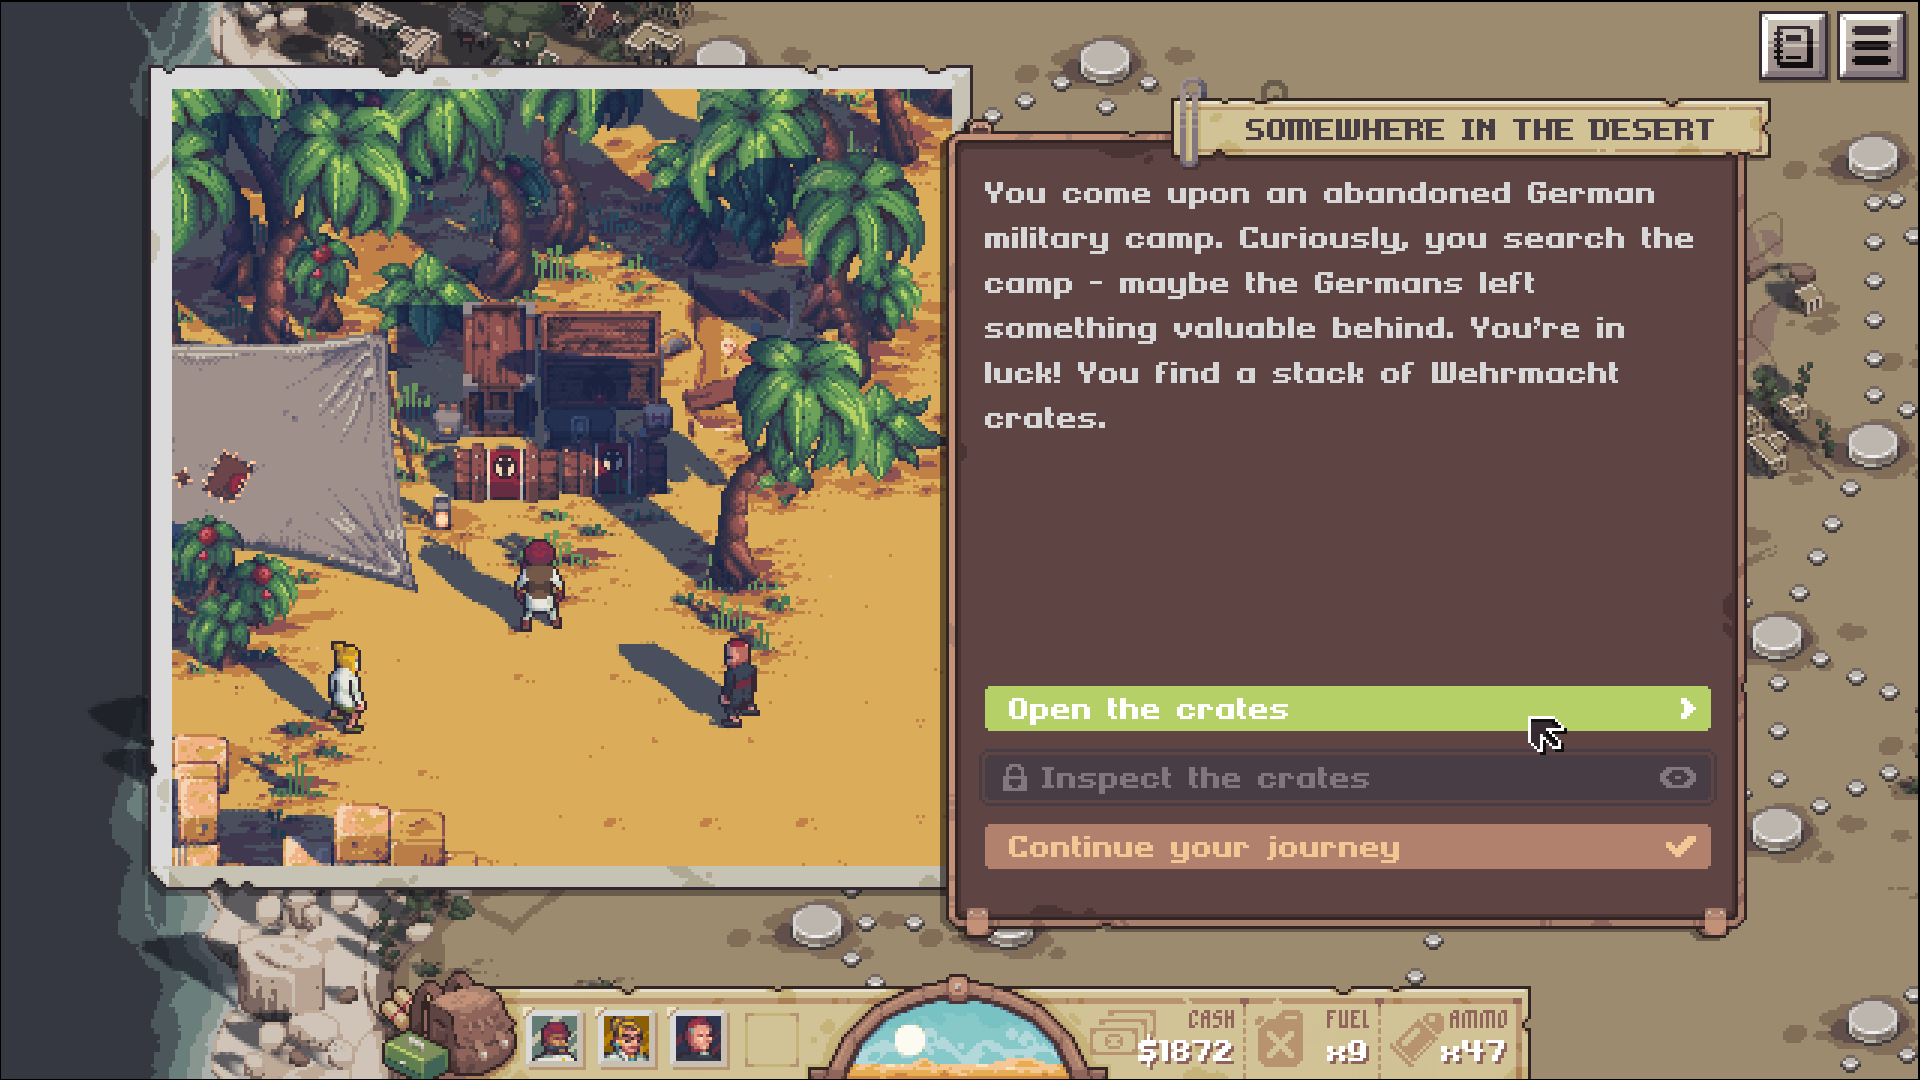 SOMEWHERE IN THE DESERT
You come upon an abandoned German
military camp. Curiously, you search the
camp - maybe the Germans left
something valuable behind. You're in
luck! You find a stack of Wehrmacht
crates.
Open the crates
Inspect the crates
Continue your journey
CASH
$1872
FUEL
x9
AMMO
x47